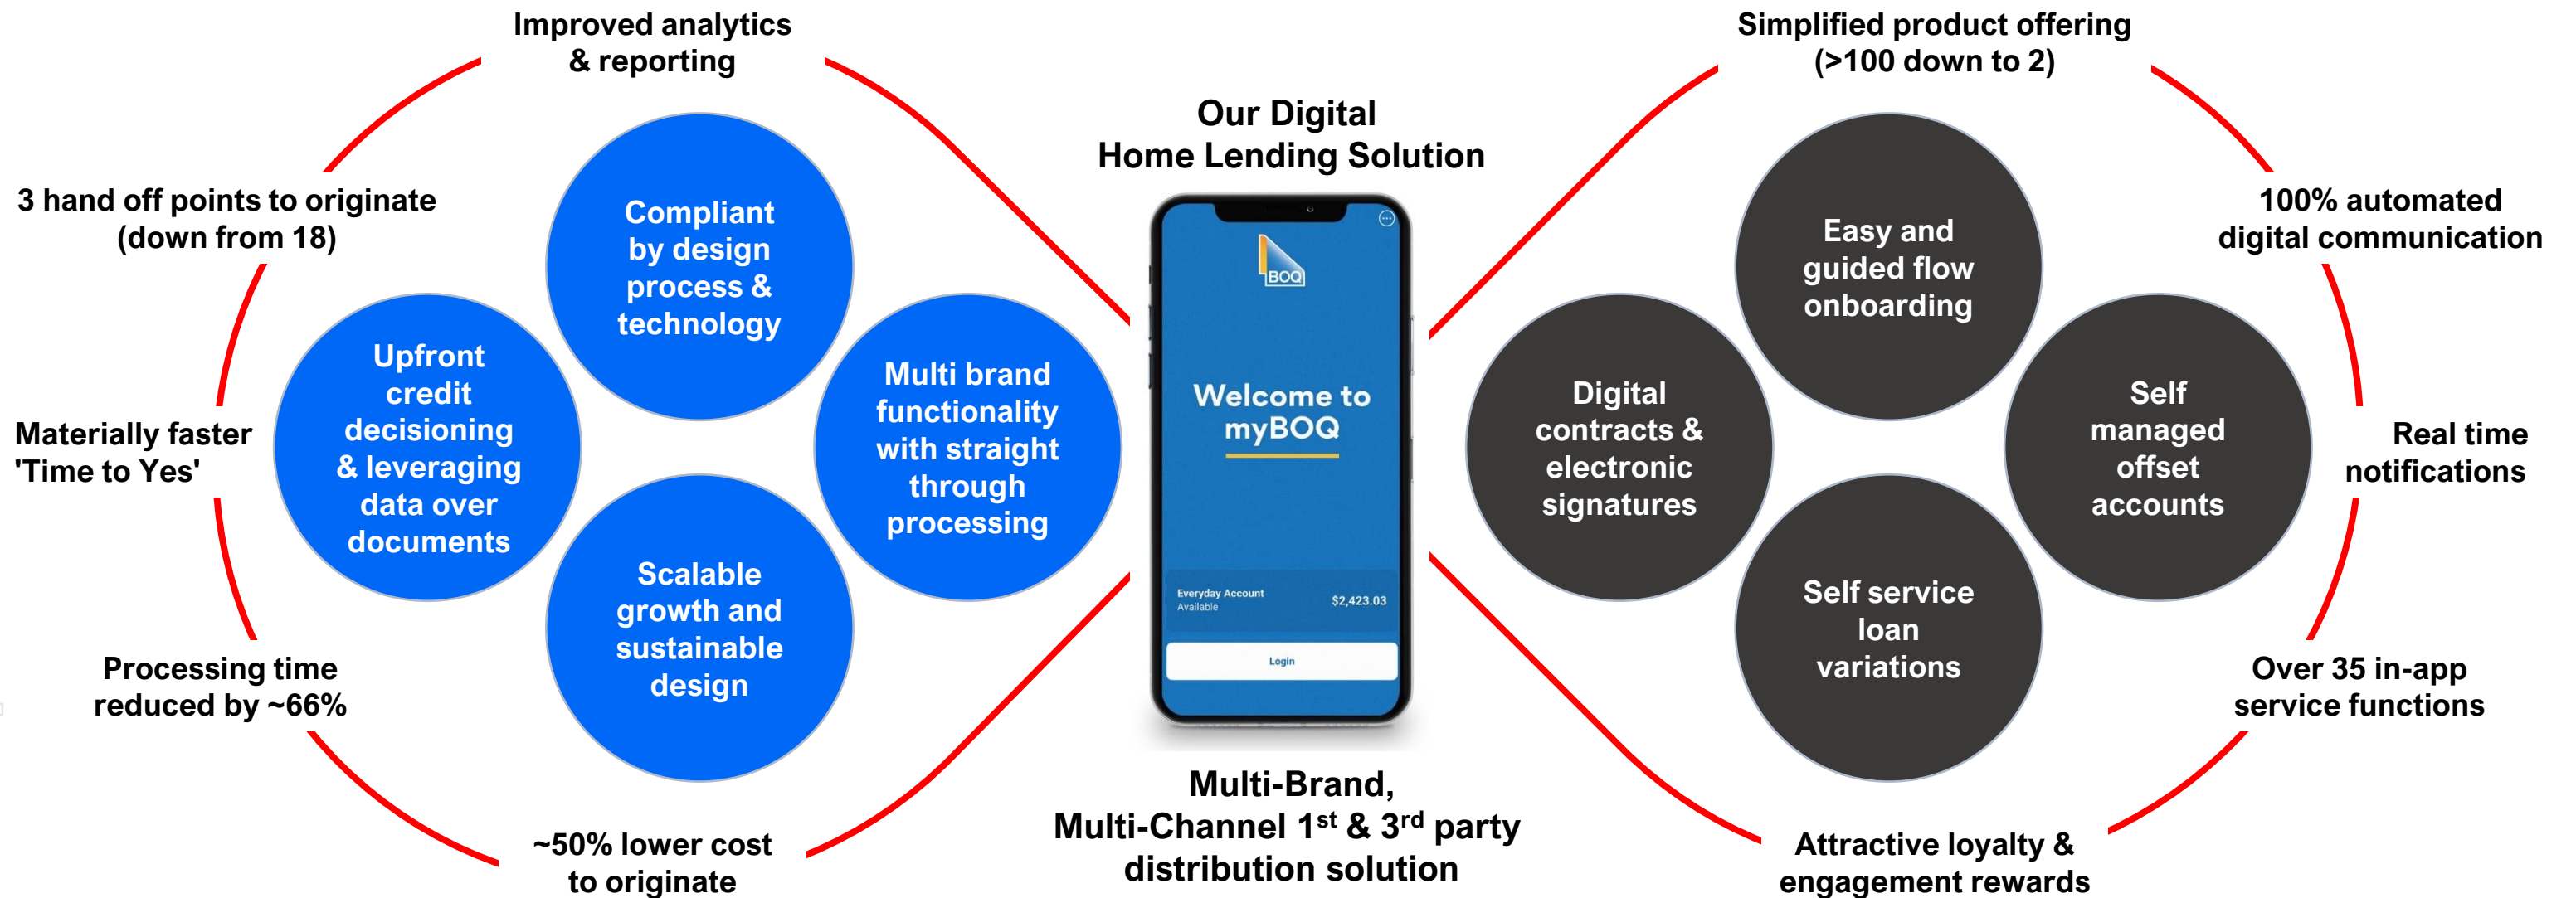 Improved analytics
& reporting
3 hand off points to originate
(down from 18)
Materially faster
'Time to Yes'
Processing time
reduced by ~66%
~50% lower cost
to originate
Compliant
by design
process &
technology
Upfront
credit
decisioning
& leveraging
data over
documents
Multi brand
functionality
with straight
through
processing
Scalable
growth and
sustainable
design
Our Digital
Home Lending Solution
BOQ
Welcome to
myBOQ
Everyday Account
Available
$2,423.03
Login
Multi-Brand,
Multi-Channel 1st & 3rd party
distribution solution
Simplified product offering
(>100 down to 2)
Easy and
guided flow
onboarding
Digital
contracts &
electronic
signatures
Self
managed
offset
accounts
Self service
loan
variations
100% automated
digital communication
Real time
notifications
Over 35 in-app
service functions
Attractive loyalty &
engagement rewards